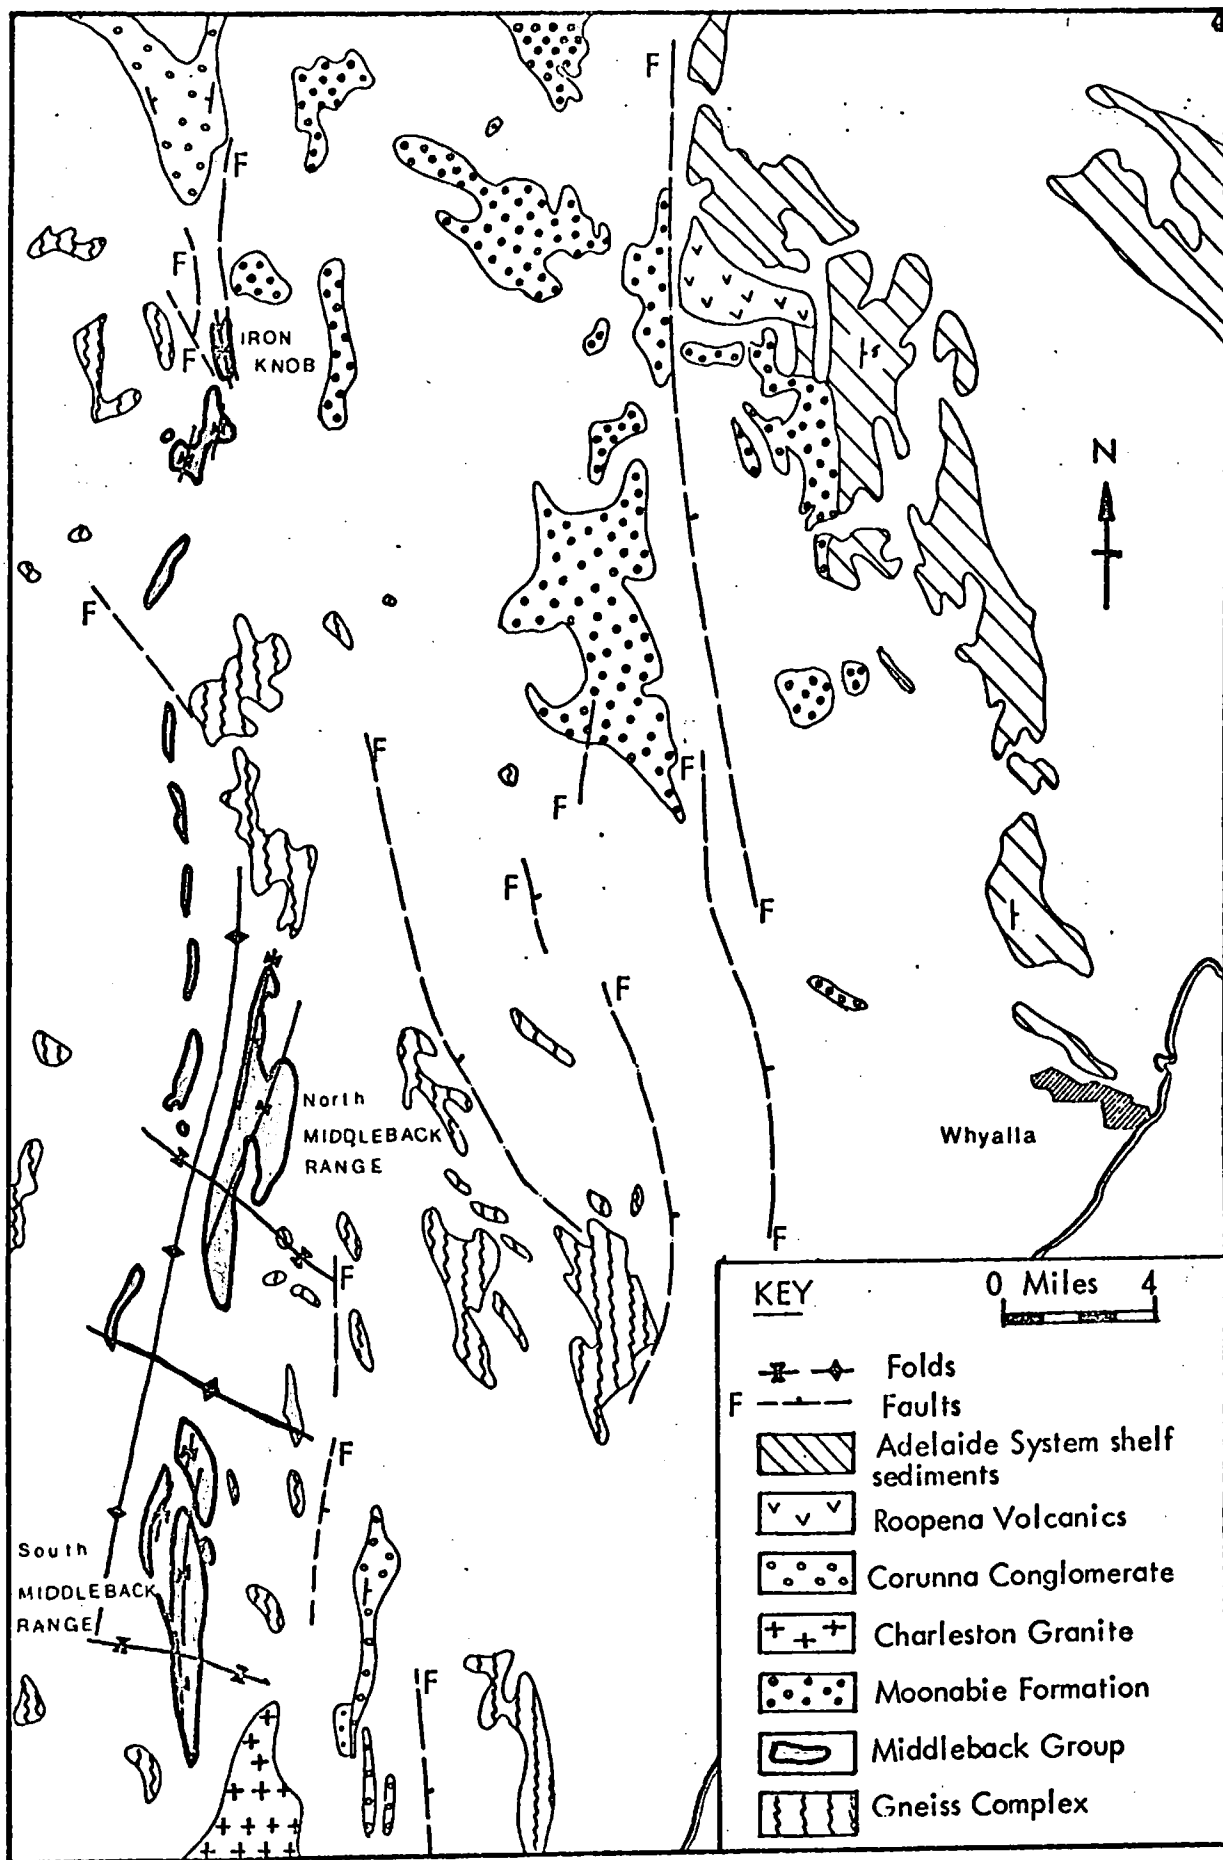 F
F
F
F
IRON
KNOB
N
F
F
F
F
F
F
F
North
MIDDLEBACK
RANGE
Whyalla
F
F
F
South
MIDDLEBACK
RANGE
F
KEY
0 Miles 4
Folds
F Faults
Adelaide System shelf
sediments
Roopena Volcanics
Corunna Conglomerate
Charleston Granite
Moonabie Formation
Middleback Group
Gneiss Complex